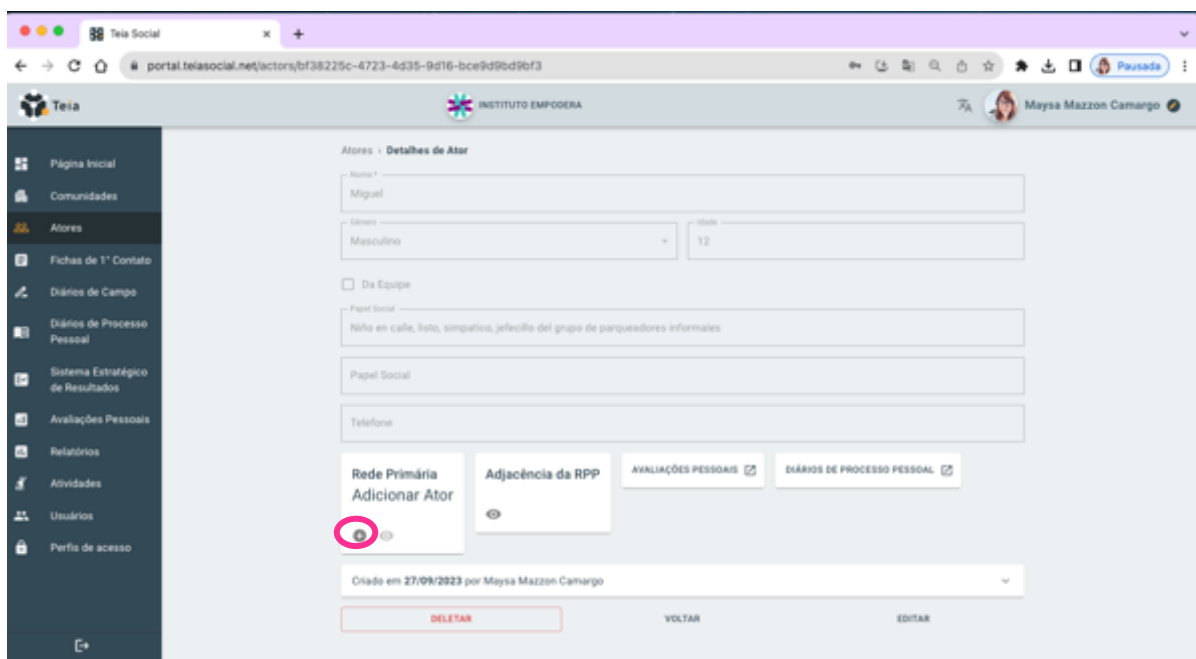 Teia Social
portal.teiasocial.net/actors/bf38225c-4723-4d35-9d16-bce9d9bd9bf3
Pausada
Teia
INSTITUTO EMPODERA
Maysa Mazzon Camargo
Página Inicial
Comunidades
Atores
Fichas de 1° Contato
Diários de Campo
Diários de Processo
Pessoal
Sistema Estratégico
de Resultados
Avaliações Pessoais
Relatórios
Atividades
Usuários
Perfis de acesso
Atores › Detalhes de Ator
Nome *
Miguel
Gênero
Masculino
Idade
12
Da Equipe
Papel Social
Niño en calle, listo, simpatico, jefecillo del grupo de parqueadores informales
Papel Social
Telefone
Rede Primária
Adicionar Ator
Adjacência da RPP
AVALIAÇÕES PESSOAIS
DIÁRIOS DE PROCESSO PESSOAL
Criado em 27/09/2023 por Maysa Mazzon Camargo
DELETAR
VOLTAR
EDITAR